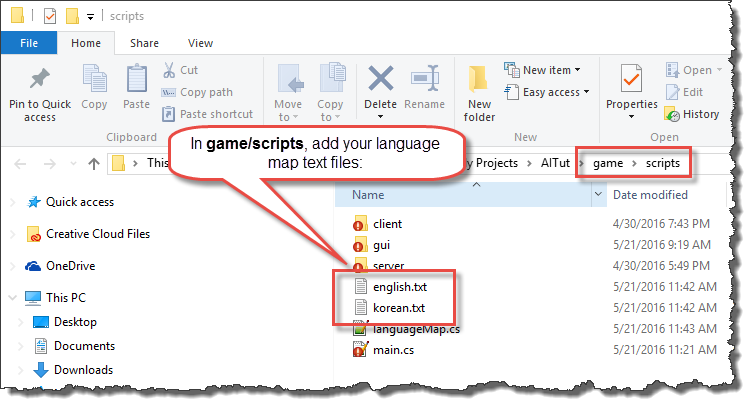 scripts
File Home Share View
Pin to Quick access
Copy
Paste
Cut
Copy path
Paste shortcut
Clipboard
Move to
Copy to
Delete
Rename
New folder
New item
Easy access
Properties
Open
Edit
History
In game/scripts, add your language
map text files:
This
y Projects > AITut > game > scripts
Name Date modified
Quick access
Creative Cloud Files
OneDrive
This PC
Desktop
Documents
Downloads
client 4/30/2016 7:43 PM
gui 5/21/2016 9:19 AM
server 4/30/2016 5:49 PM
english.txt 5/21/2016 11:42 AM
korean.txt 5/21/2016 11:42 AM
languageMap.cs 5/21/2016 11:43 AM
main.cs 5/21/2016 11:21 AM